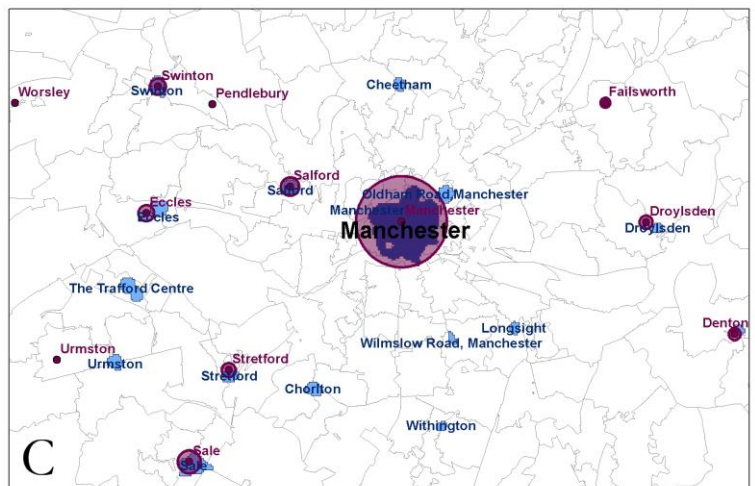 Swinton
Swinton
Worsley
Pendlebury
Cheetham
Failsworth
Salford
Salford
Oldham Road, Manchester
Eccles
Eccles
Manchester
Manchester
Manchester
Droylsden
Droylsden
The Trafford Centre
Denton
Longsight
Wilmslow Road, Manchester
Urmston
Urmston
Stretford
Stretford
Chorlton
Withington
Sale
Sale
C